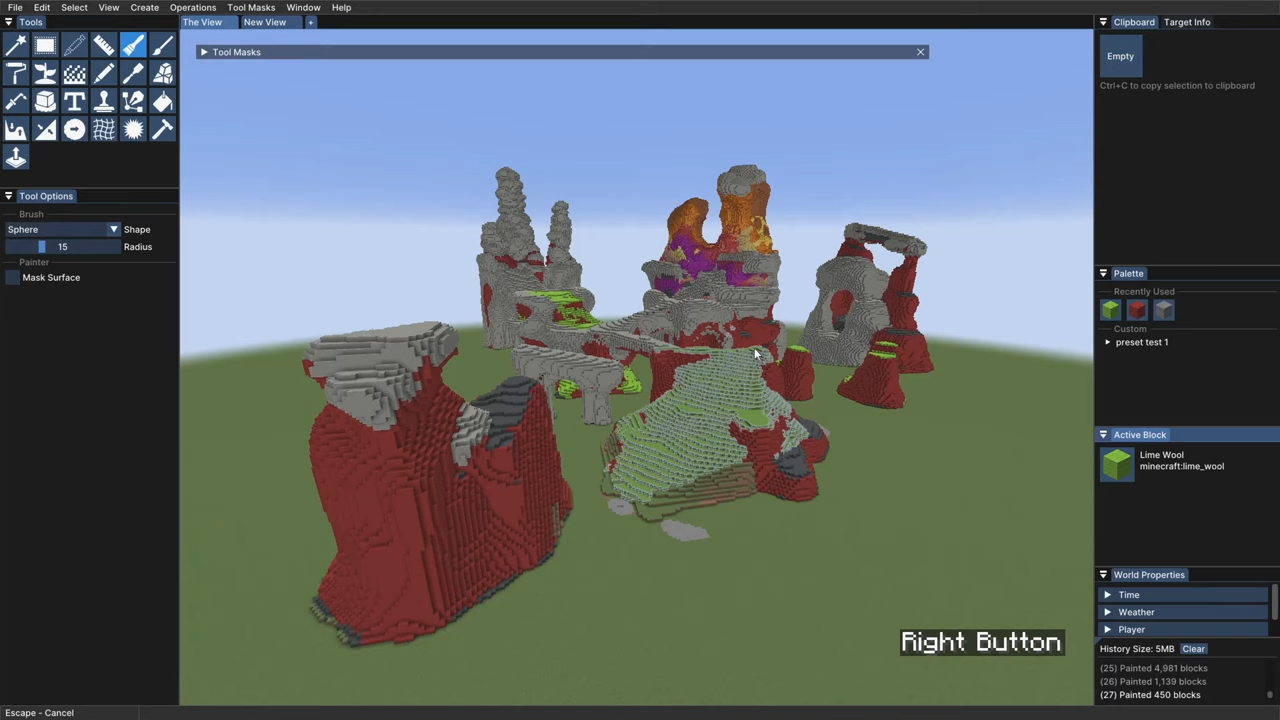 File Edit Select View Create Operations Tool Masks Window Help
Tools
The View New View +
Tool Masks
Clipboard Target Info
Empty
Ctrl+C to copy selection to clipboard
Tool Options
Brush
Sphere Shape
15 Radius
Painter
Mask Surface
Palette
Recently Used
Custom
preset test 1
Active Block
Lime Wool
minecraft:lime_wool
World Properties
Time
Weather
Player
History Size: 5MB Clear
(25) Painted 4,981 blocks
(26) Painted 1,139 blocks
(27) Painted 450 blocks
Right Button
Escape - Cancel